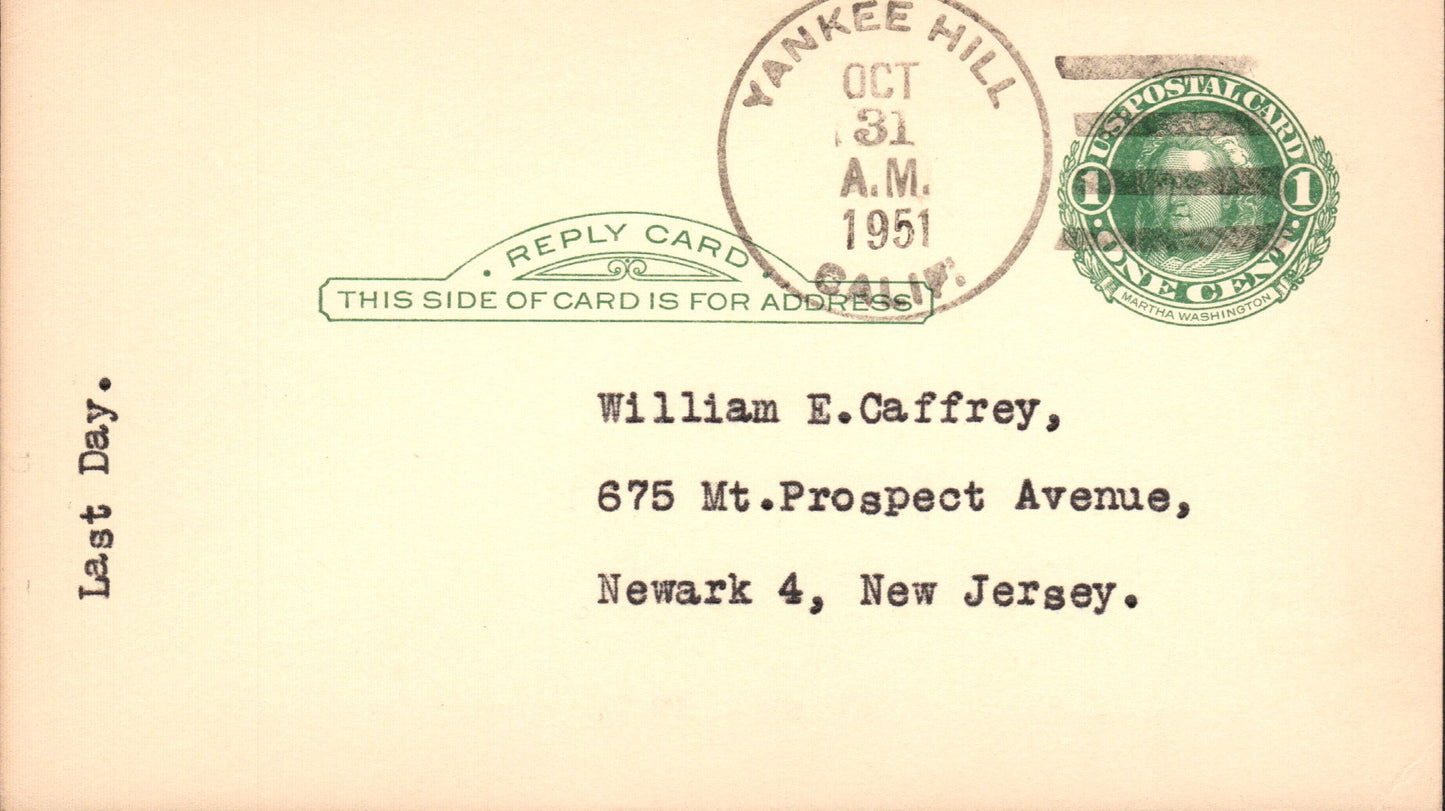 YANKEE HILL
OCT
31
A.M.
1951
CALIF.
U.S. POSTAL CARD
1 1
· ONE CENT ·
MARTHA WASHINGTON
· REPLY CARD ·
THIS SIDE OF CARD IS FOR ADDRESS
Last Day.
William E.Caffrey,
675 Mt.Prospect Avenue,
Newark 4, New Jersey.